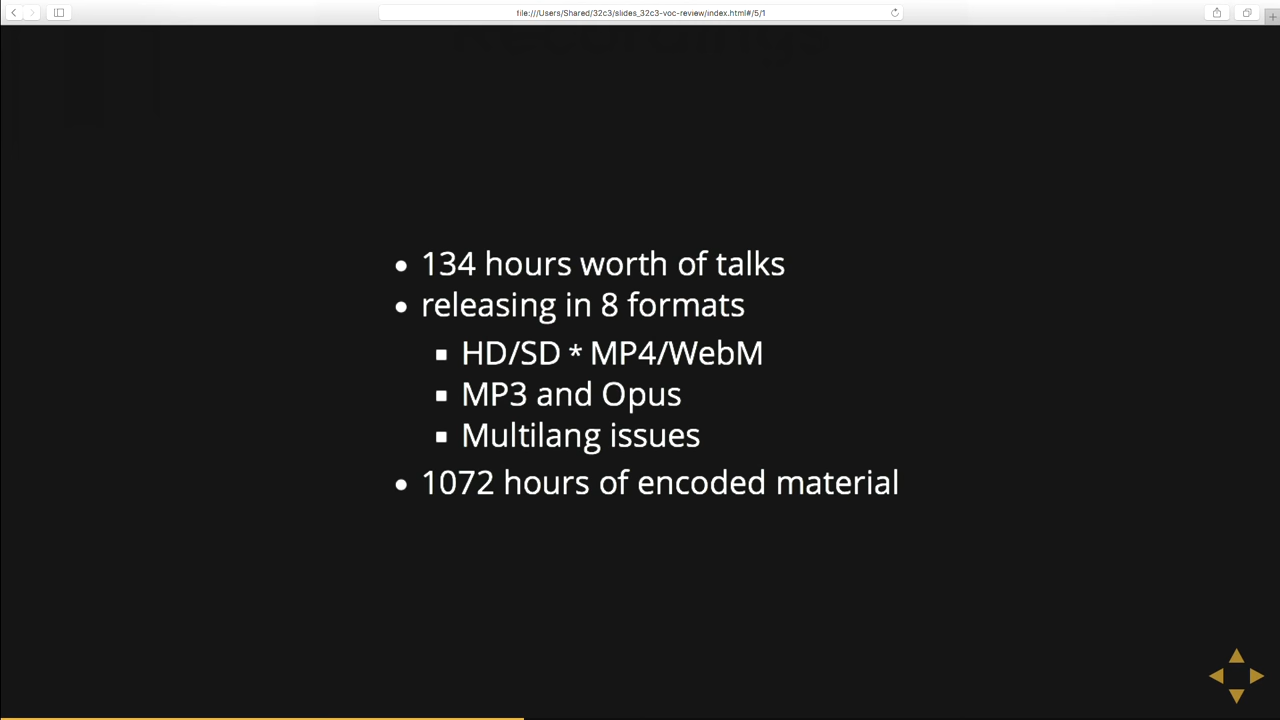 file:///Users/Shared/32c3/slides_32c3-voc-review/index.html#/5/1
134 hours worth of talks
releasing in 8 formats
HD/SD * MP4/WebM
MP3 and Opus
Multilang issues
1072 hours of encoded material